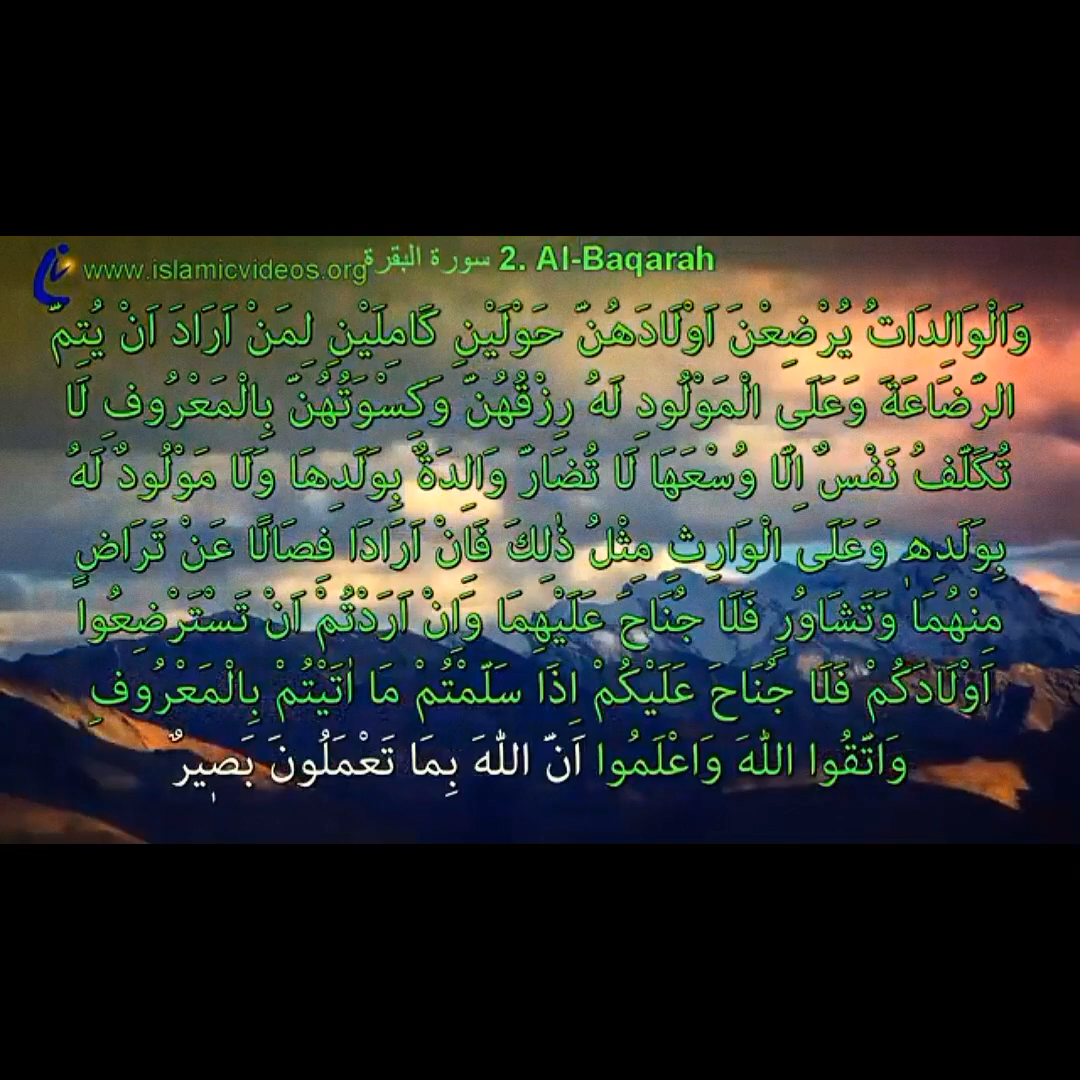 www.islamicvideos.org
سورة البقرة 2. Al-Baqarah
وَالْوَالِدَاتُ يُرْضِعْنَ اَوْلَادَهُنَّ حَوْلَيْنِ كَامِلَيْنِ لِمَنْ اَرَادَ اَنْ يُتِمَّ
الرَّضَاعَةَ وَعَلَى الْمَوْلُودِ لَهُ رِزْقُهُنَّ وَكِسْوَتُهُنَّ بِالْمَعْرُوفِ لَا
تُكَلَّفُ نَفْسٌ اِلَّا وُسْعَهَا لَا تُضَارَّ وَالِدَةٌ بِوَلَدِهَا وَلَا مَوْلُودٌ لَهُ
بِوَلَدِهٖ وَعَلَى الْوَارِثِ مِثْلُ ذٰلِكَ فَاِنْ اَرَادَا فِصَالًا عَنْ تَرَاضٍ
مِنْهُمَا وَتَشَاوُرٍ فَلَا جُنَاحَ عَلَيْهِمَا وَاِنْ اَرَدْتُمْ اَنْ تَسْتَرْضِعُوا
اَوْلَادَكُمْ فَلَا جُنَاحَ عَلَيْكُمْ اِذَا سَلَّمْتُمْ مَا اٰتَيْتُمْ بِالْمَعْرُوفِ
وَاتَّقُوا اللّٰهَ وَاعْلَمُوا اَنَّ اللّٰهَ بِمَا تَعْمَلُونَ بَصٖيرٌ